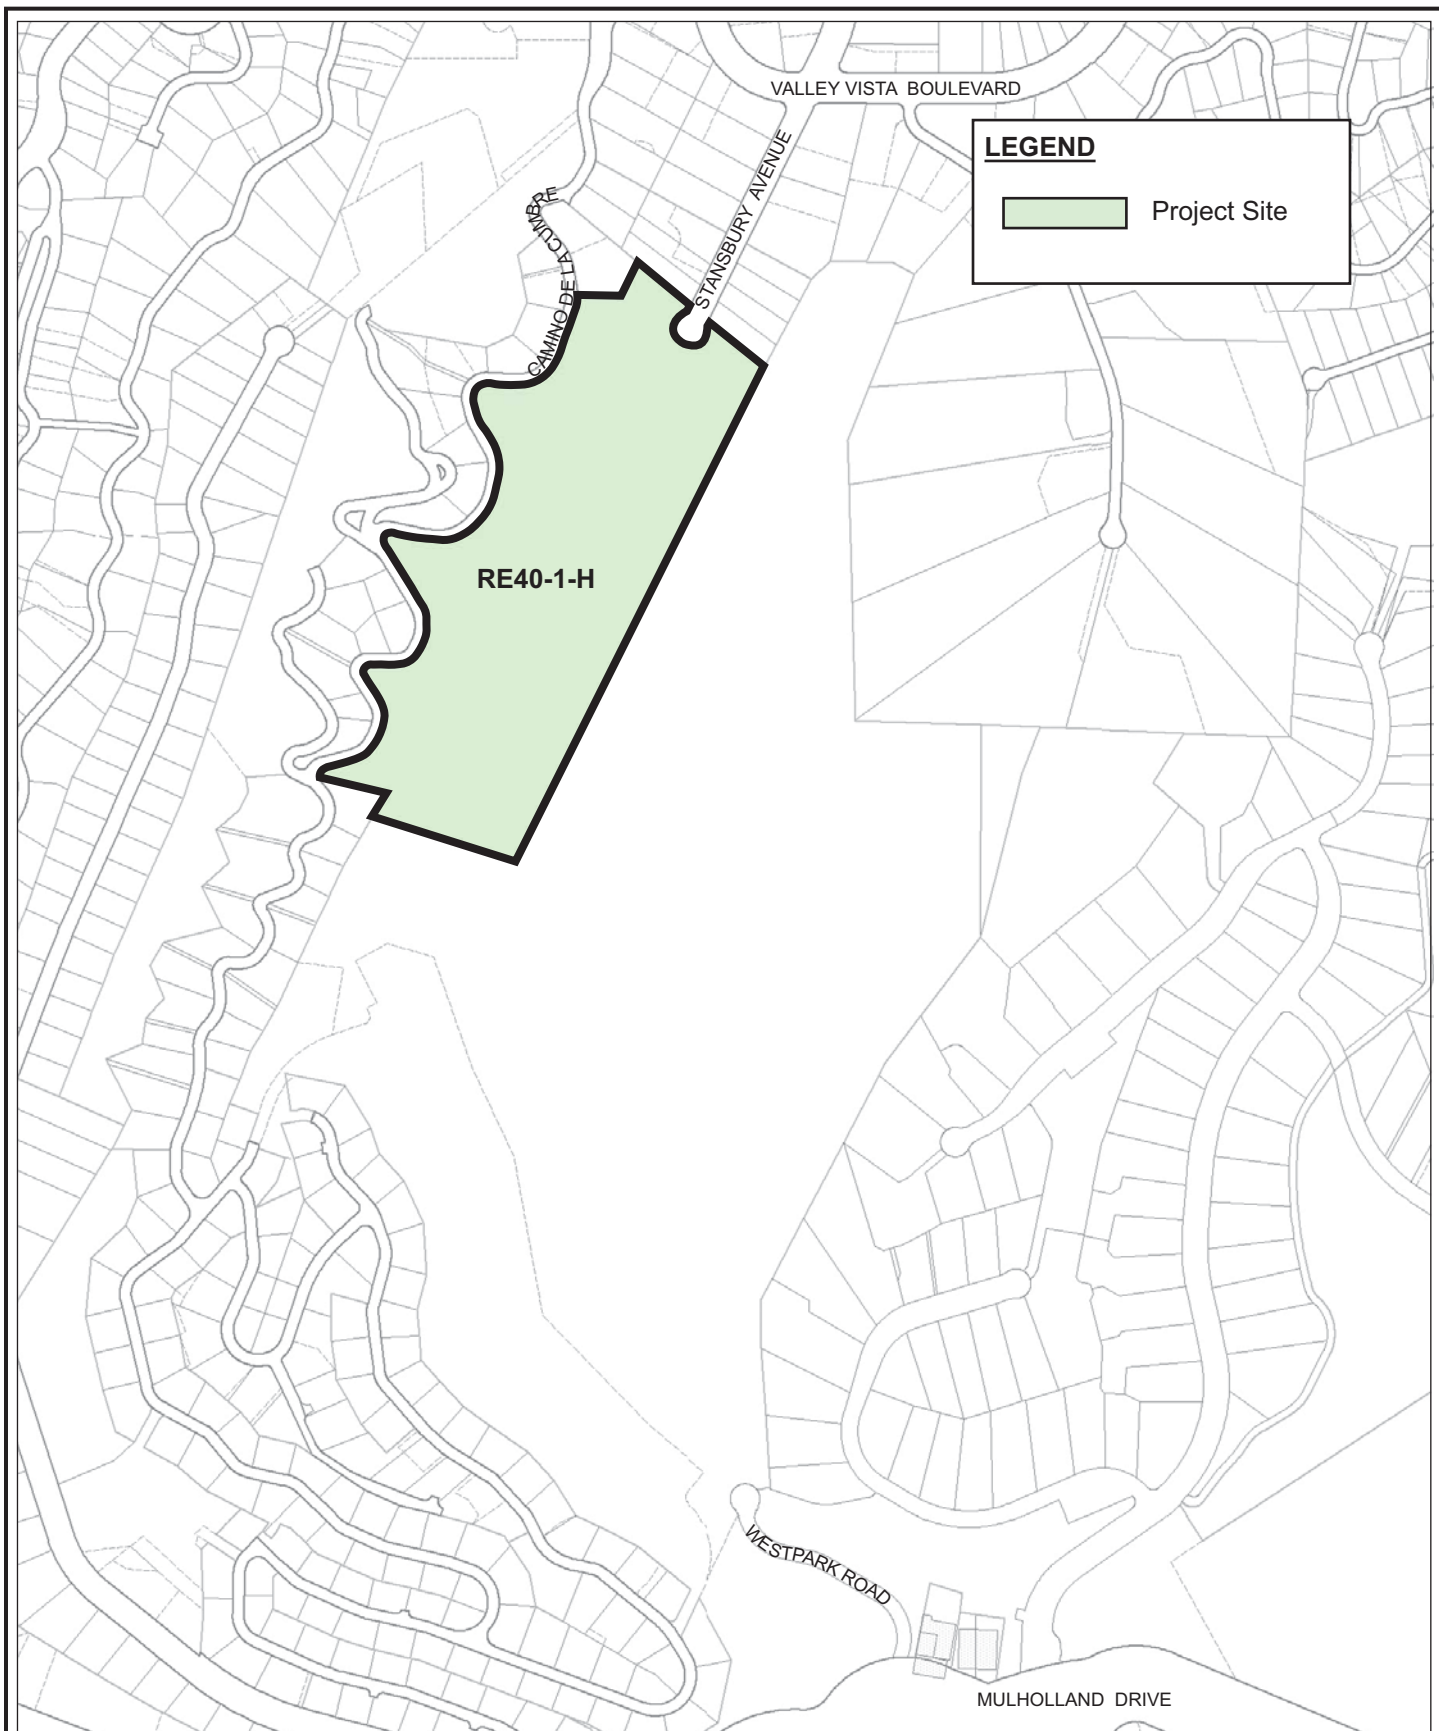 VALLEY VISTA BOULEVARD
LEGEND
Project Site
STANSBURY AVENUE
CAMINO DE LA CUMBRE
RE40-1-H
WESTPARK ROAD
MULHOLLAND DRIVE